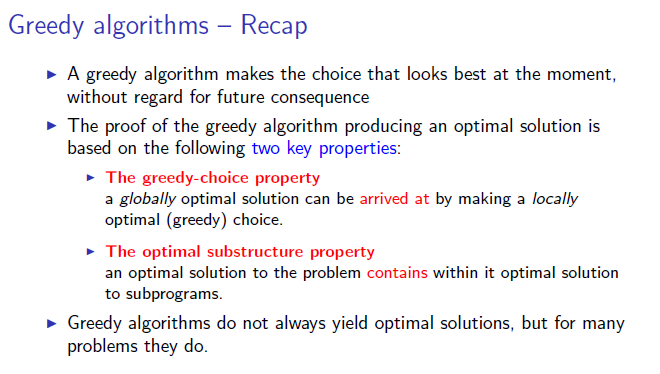 Greedy algorithms – Recap
A greedy algorithm makes the choice that looks best at the moment,
without regard for future consequence
The proof of the greedy algorithm producing an optimal solution is
based on the following two key properties:
The greedy-choice property
a globally optimal solution can be arrived at by making a locally
optimal (greedy) choice.
The optimal substructure property
an optimal solution to the problem contains within it optimal solution
to subprograms.
Greedy algorithms do not always yield optimal solutions, but for many
problems they do.